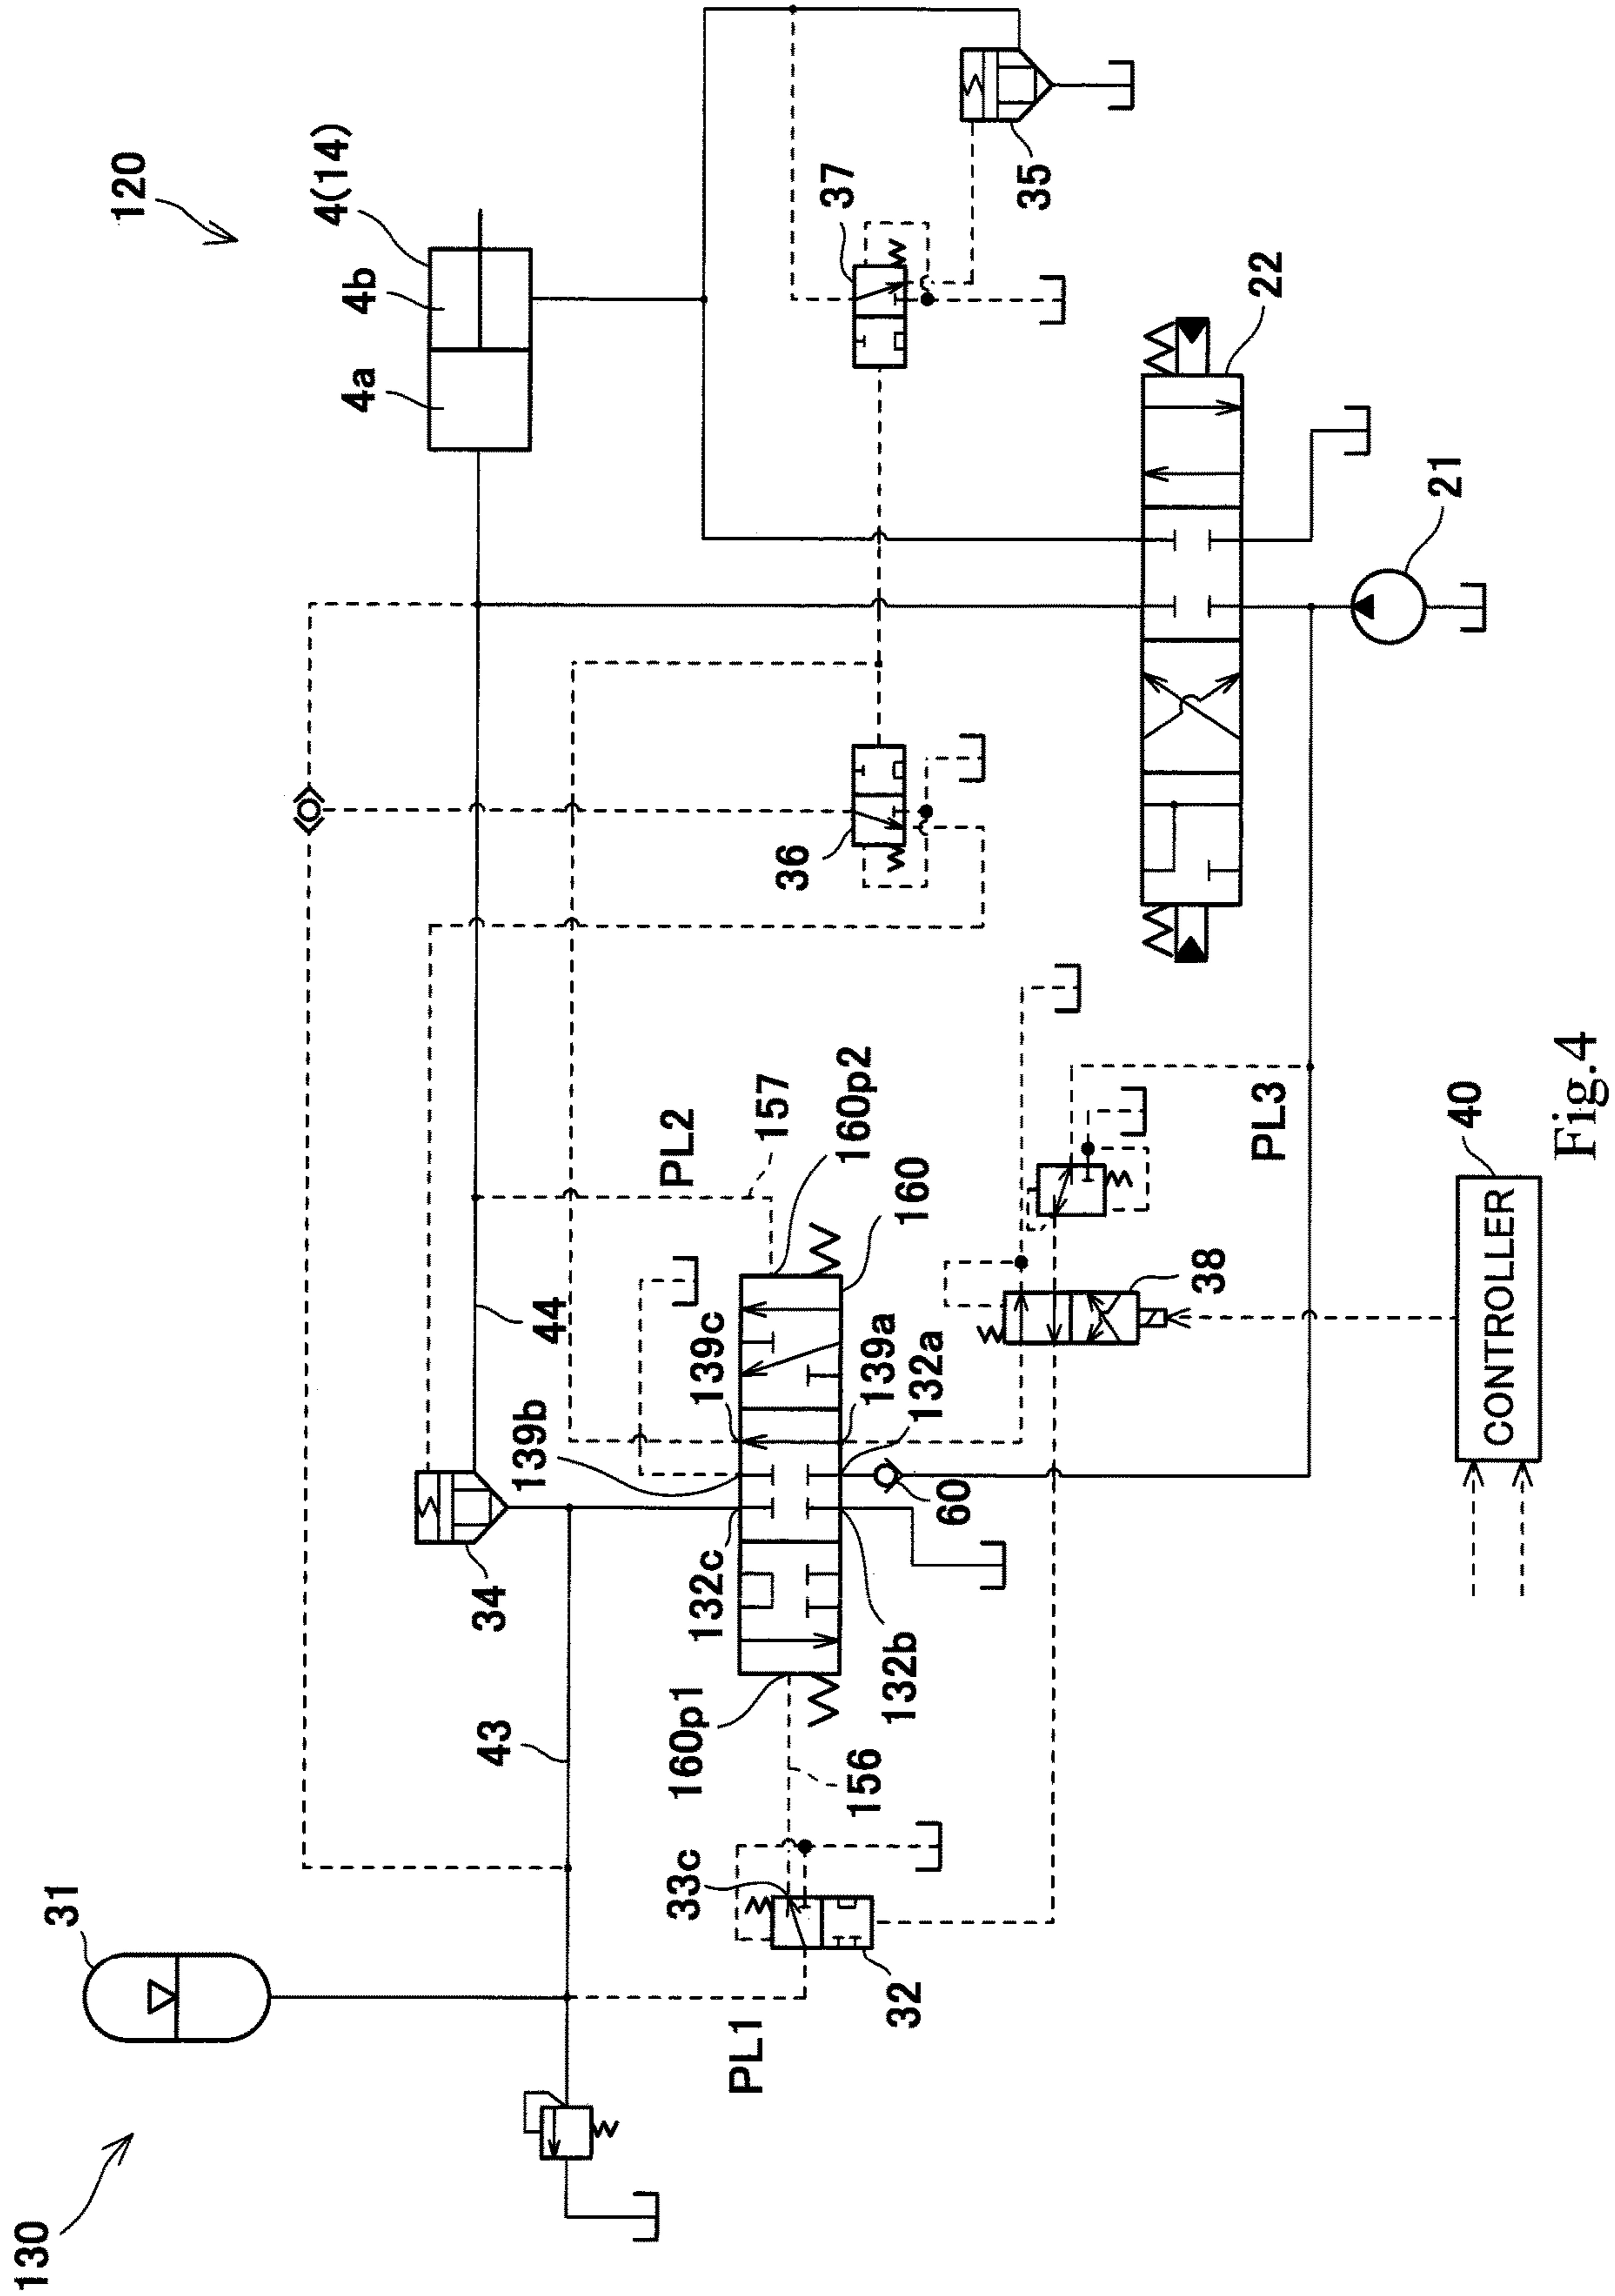 120
4(14)
4b
4a
37
35
22
21
36
PL2
157
160p2
160
PL3
40
CONTROLLER
38
44
139c
139a
132a
139b
60
34
132c
132b
160p1
43
156
33c
32
31
PL1
130
Fig.4